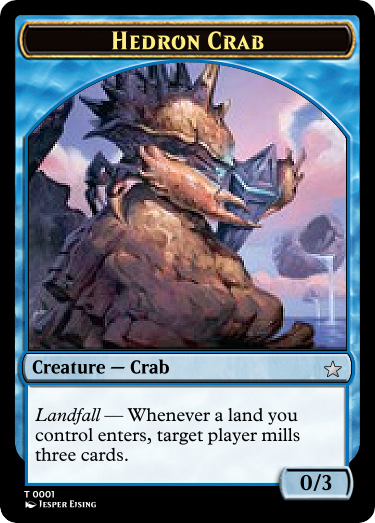 Hedron Crab
Creature — Crab
Landfall — Whenever a land you
control enters, target player mills
three cards.
0/3
T 0001
Jesper Ejsing